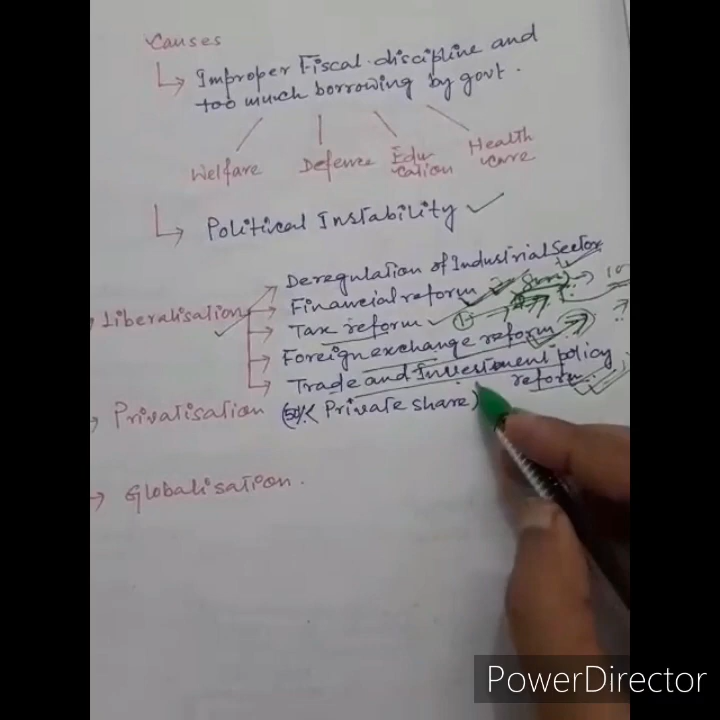 Causes
Improper Fiscal discipline and
too much borrowing by govt.
Welfare Defence Edu- Health
cation care
Political Instability
Deregulation of Industrial Sector
Liberalisation Financial reform
Tax reform
Foreign exchange reform
Trade and Investment policy
reform
Privatisation (50%< Private share)
Globalisation.
PowerDirector